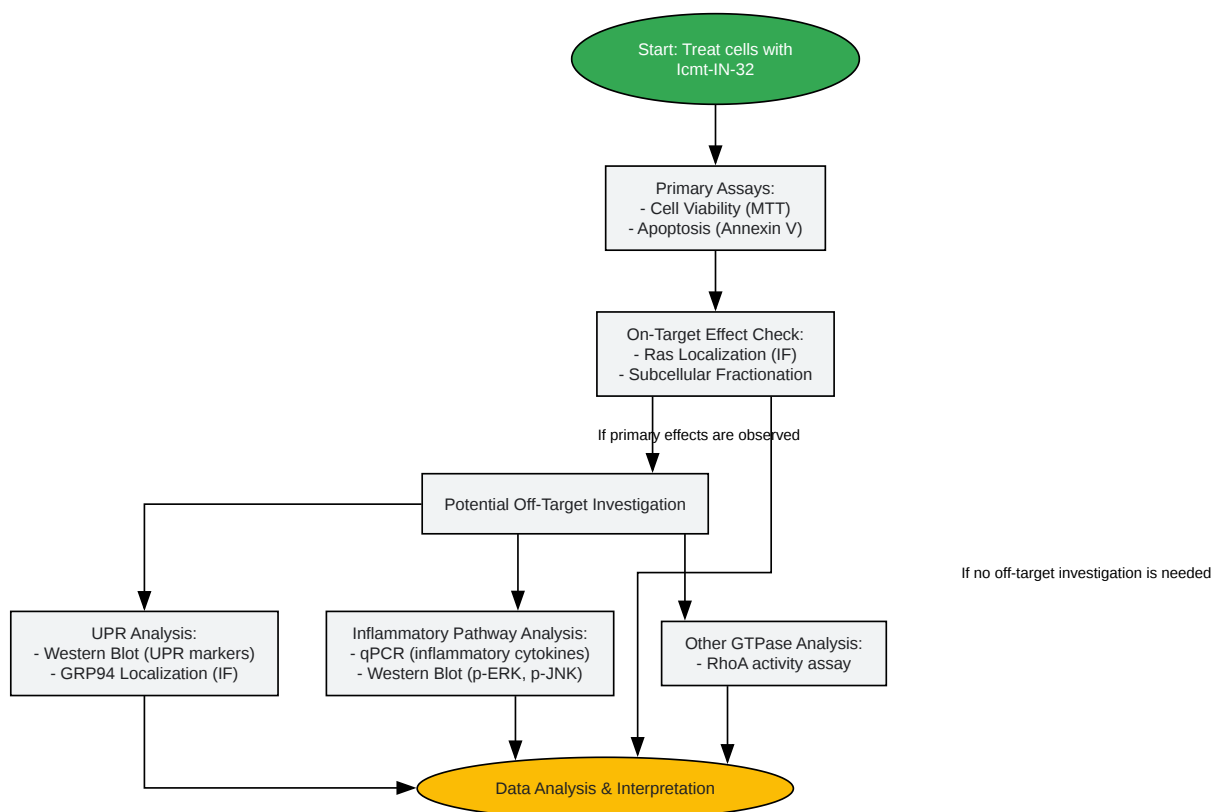 Start: Treat cells with
Icmt-IN-32
Primary Assays:
- Cell Viability (MTT)
- Apoptosis (Annexin V)
On-Target Effect Check:
- Ras Localization (IF)
- Subcellular Fractionation
If primary effects are observed
Potential Off-Target Investigation
If no off-target investigation is needed
UPR Analysis:
- Western Blot (UPR markers)
- GRP94 Localization (IF)
Inflammatory Pathway Analysis:
- qPCR (inflammatory cytokines)
- Western Blot (p-ERK, p-JNK)
Other GTPase Analysis:
- RhoA activity assay
Data Analysis & Interpretation